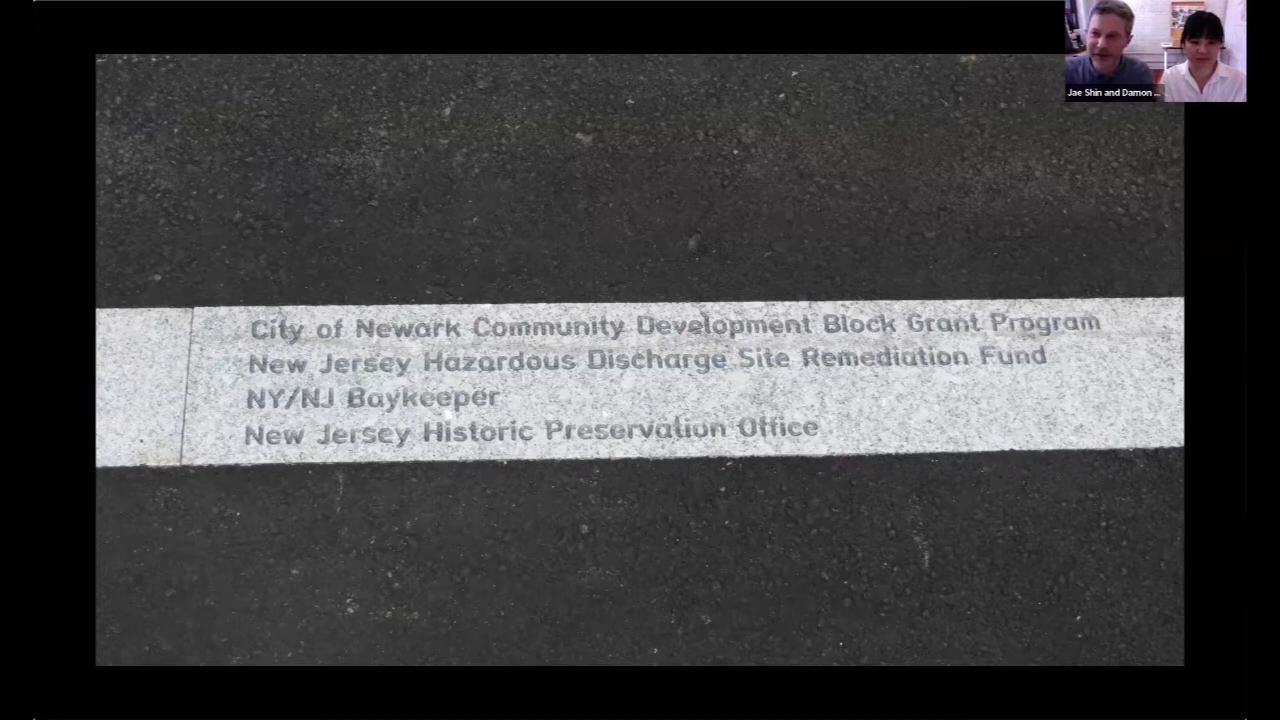 Jae Shin and Damon ...
City of Newark Community Development Block Grant Program
New Jersey Hazardous Discharge Site Remediation Fund
NY/NJ Baykeeper
New Jersey Historic Preservation Office